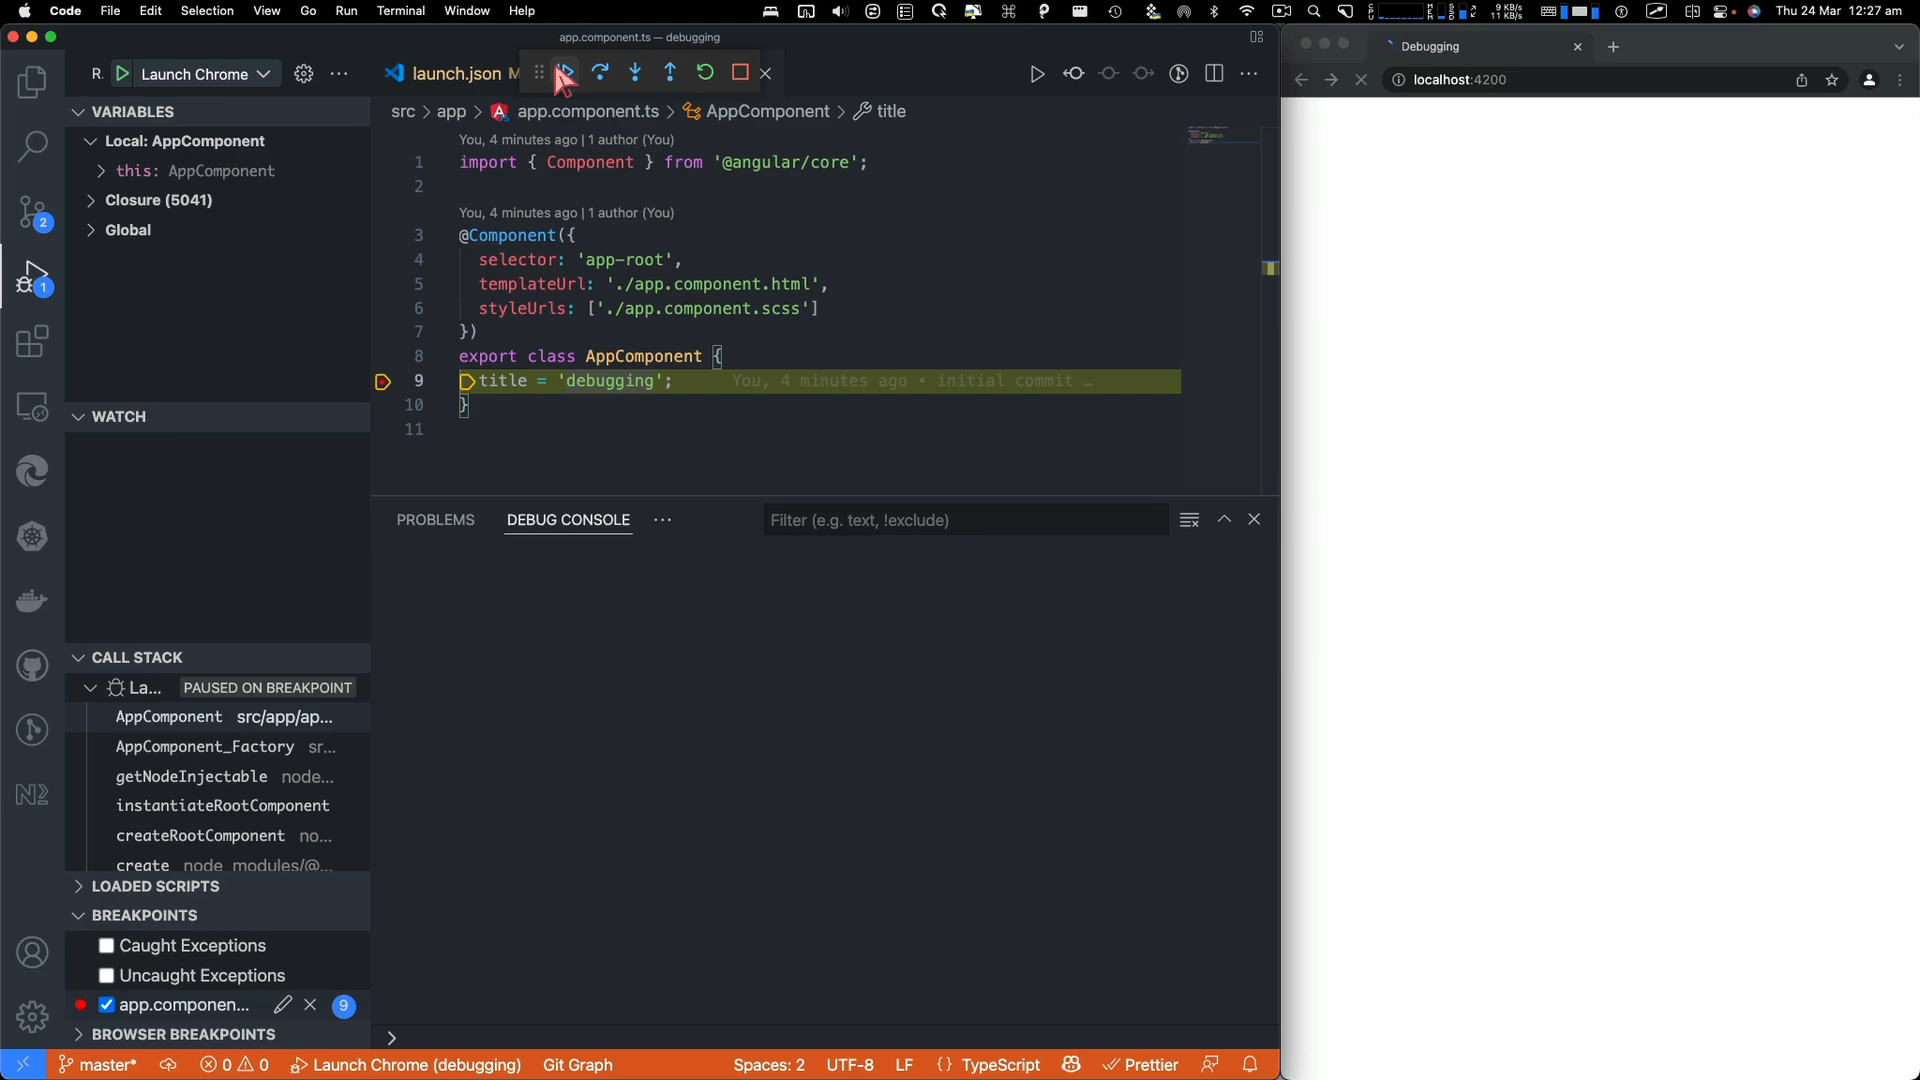 Code File Edit Selection View Go Run Terminal Window Help
9 KB/s
11 KB/s
Thu 24 Mar 12:27 am
app.component.ts — debugging
R. Launch Chrome
launch.json M
Debugging
localhost:4200
VARIABLES
Local: AppComponent
this: AppComponent
Closure (5041)
Global
WATCH
CALL STACK
La... PAUSED ON BREAKPOINT
AppComponent src/app/ap...
AppComponent_Factory sr...
getNodeInjectable node...
instantiateRootComponent
createRootComponent no...
create node_modules/@...
LOADED SCRIPTS
BREAKPOINTS
Caught Exceptions
Uncaught Exceptions
app.componen... 9
BROWSER BREAKPOINTS
2
1
src > app > app.component.ts > AppComponent > title
You, 4 minutes ago | 1 author (You)
1 import { Component } from '@angular/core';
2
You, 4 minutes ago | 1 author (You)
3 @Component({
4 selector: 'app-root',
5 templateUrl: './app.component.html',
6 styleUrls: ['./app.component.scss']
7 })
8 export class AppComponent {
9 title = 'debugging'; You, 4 minutes ago • initial commit …
10 }
11
PROBLEMS DEBUG CONSOLE ...
Filter (e.g. text, !exclude)
master* 0 0 Launch Chrome (debugging) Git Graph
Spaces: 2 UTF-8 LF {} TypeScript Prettier